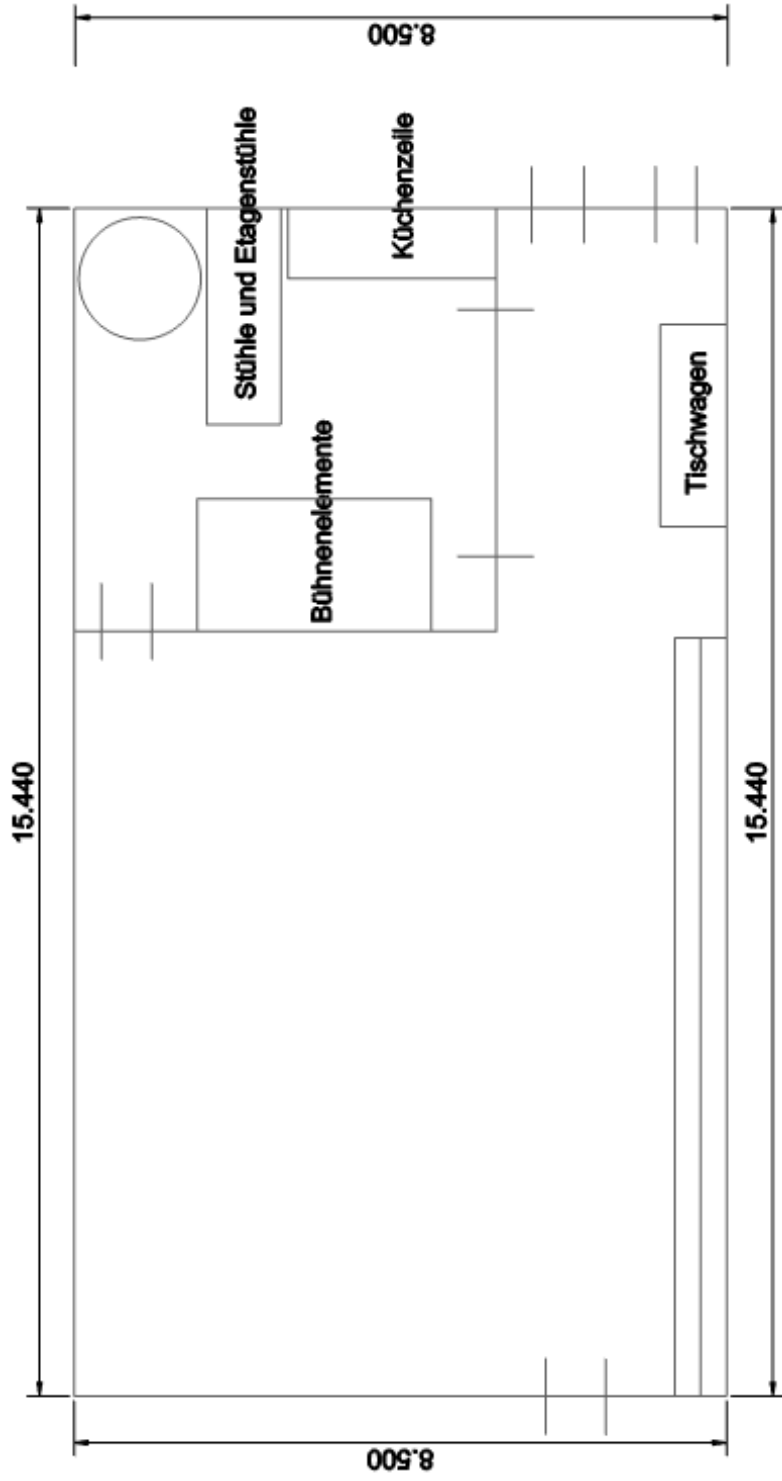 8.500
Stühle und Etagenstühle
Küchenzeile
Bühnenelemente
Tischwagen
15.440
15.440
8.500